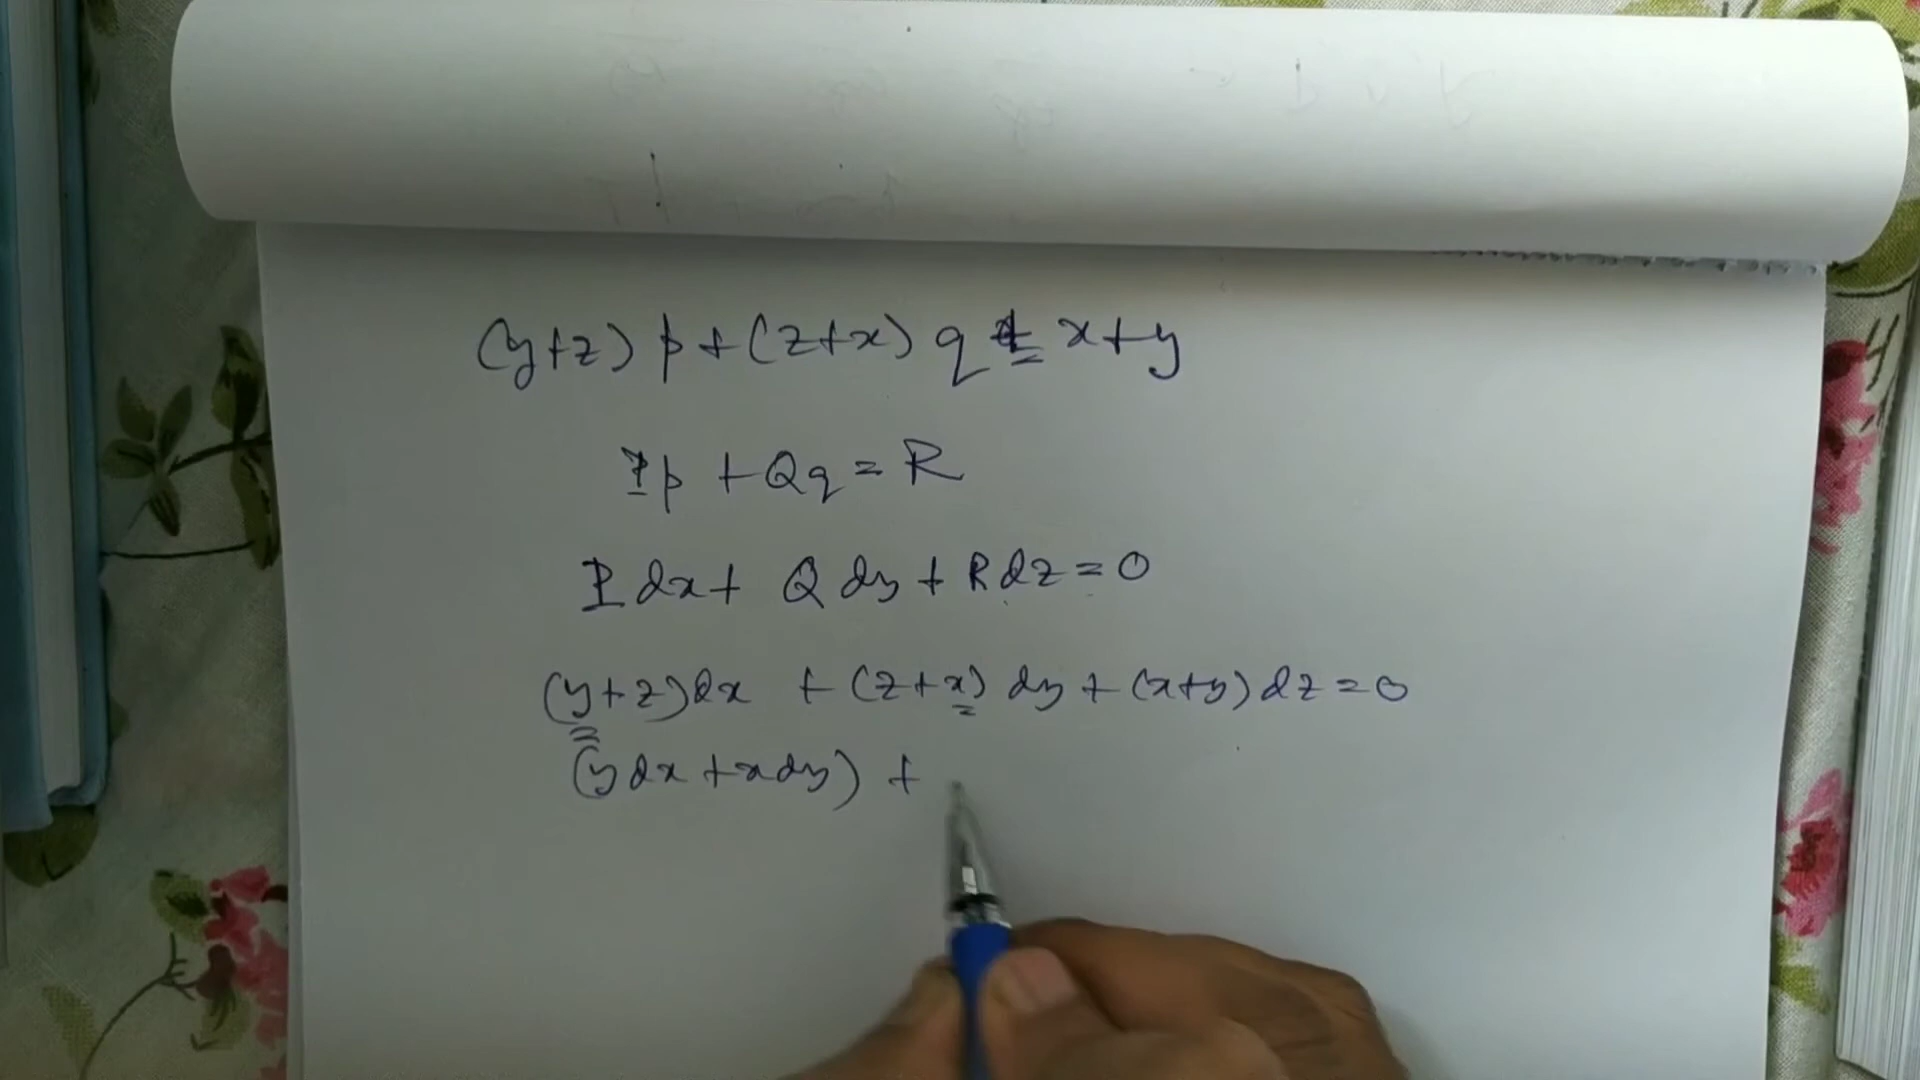 (y+z) p + (z+x) q = x+y
Pp + Qq = R
P dx + Q dy + R dz = 0
(y+z)dx + (z+x) dy + (x+y) dz = 0
(y dx + x dy) +